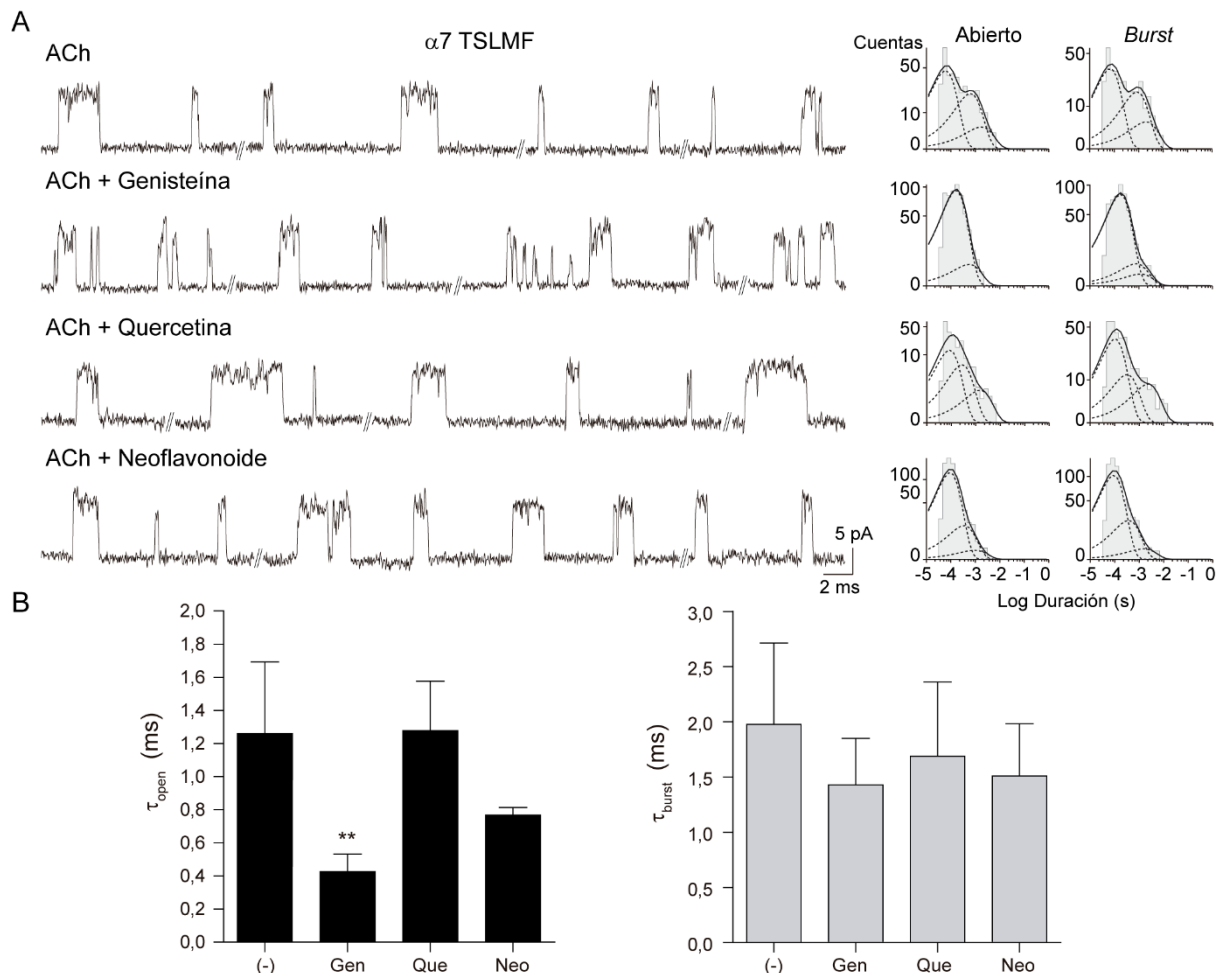 A
α7 TSLMF
ACh
Cuentas
Abierto
Burst
50
10
0
50
10
0
ACh + Genisteína
100
50
0
100
50
0
ACh + Quercetina
50
10
0
50
10
0
ACh + Neoflavonoide
100
50
0
100
50
0
5 pA
2 ms
-5 -4 -3 -2 -1 0
-5 -4 -3 -2 -1 0
Log Duración (s)
B
τopen (ms)
2,0
1,8
1,6
1,4
1,2
1,0
0,8
0,6
0,4
0,2
0,0
**
(-) Gen Que Neo
τburst (ms)
3,0
2,5
2,0
1,5
1,0
0,5
0,0
(-) Gen Que Neo